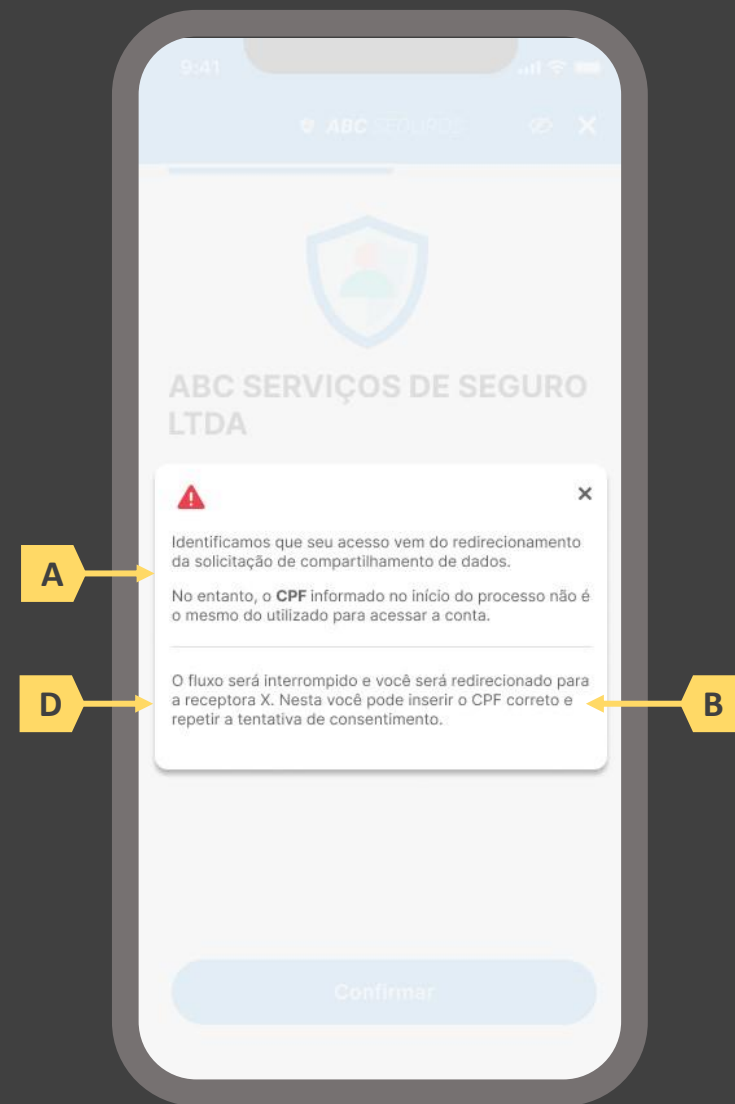 9:41
ABC SEGUROS
ABC SERVIÇOS DE SEGURO
LTDA
Identificamos que seu acesso vem do redirecionamento
da solicitação de compartilhamento de dados.
A
No entanto, o CPF informado no início do processo não é
o mesmo do utilizado para acessar a conta.
O fluxo será interrompido e você será redirecionado para
D
a receptora X. Nesta você pode inserir o CPF correto e
B
repetir a tentativa de consentimento.
Confirmar